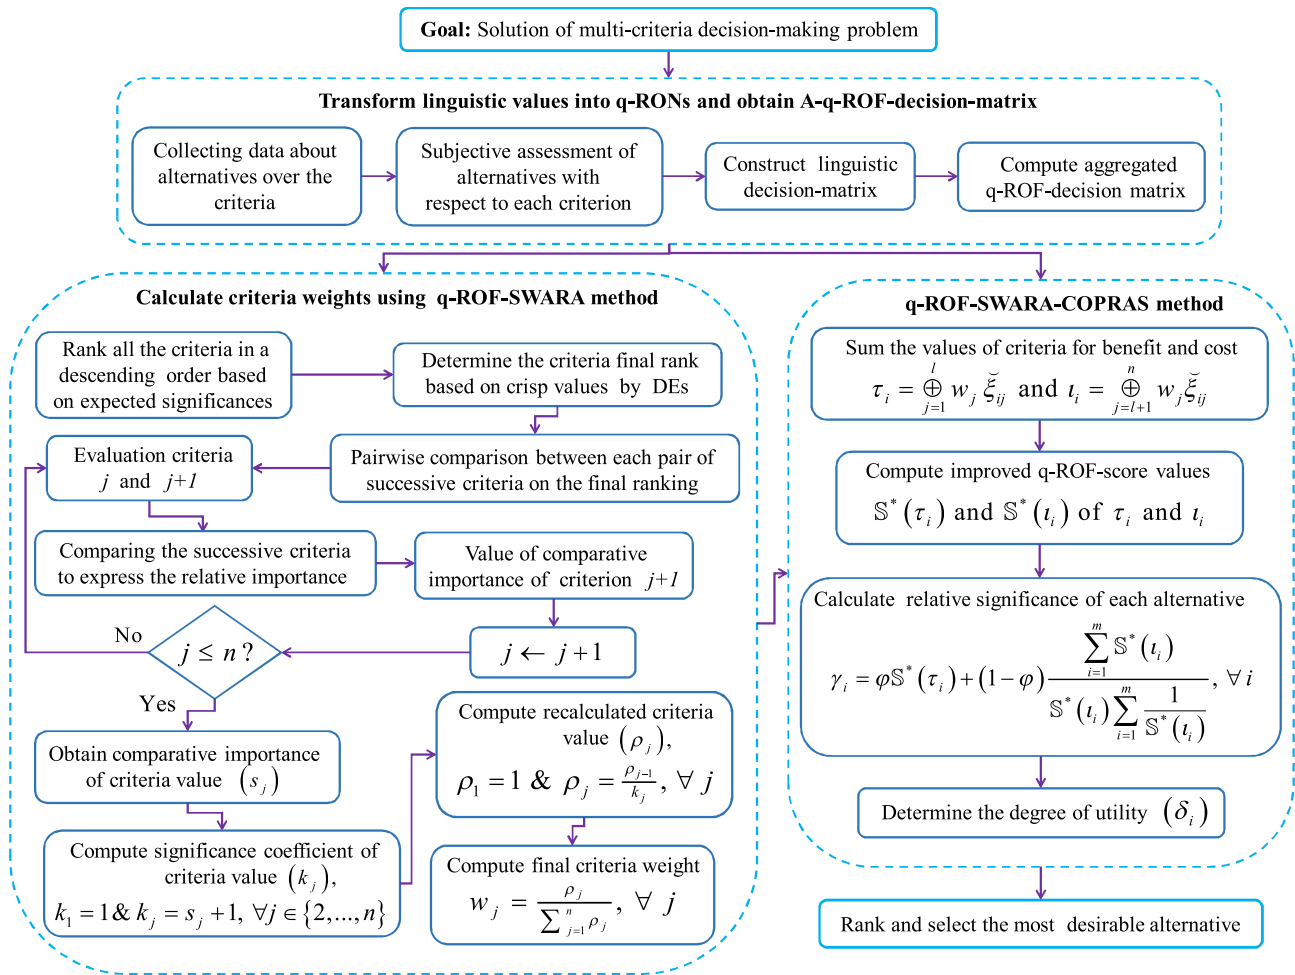 Goal: Solution of multi-criteria decision-making problem
Transform linguistic values into q-RONs and obtain A-q-ROF-decision-matrix
Collecting data about
alternatives over the
criteria
Subjective assessment of
alternatives with
respect to each criterion
Construct linguistic
decision-matrix
Compute aggregated
q-ROF-decision matrix
Calculate criteria weights using q-ROF-SWARA method
Rank all the criteria in a
descending order based
on expected significances
Determine the criteria final rank
based on crisp values by DEs
Evaluation criteria
j and j+1
Pairwise comparison between each pair of
successive criteria on the final ranking
Comparing the successive criteria
to express the relative importance
Value of comparative
importance of criterion j+1
No
j ≤ n ?
j ← j + 1
Yes
Obtain comparative importance
of criteria value (s_j)
Compute significance coefficient of
criteria value (k_j),
k_1 = 1 & k_j = s_j + 1, ∀j ∈ {2,...,n}
Compute recalculated criteria
value (ρ_j),
ρ_1 = 1 & ρ_j = ρ_{j−1} / k_j, ∀ j
Compute final criteria weight
w_j = ρ_j / ∑_{j=1}^{n} ρ_j, ∀ j
q-ROF-SWARA-COPRAS method
Sum the values of criteria for benefit and cost
τ_i = ⊕_{j=1}^{l} w_j ξ̆_{ij} and ι_i = ⊕_{j=l+1}^{n} w_j ξ̆_{ij}
Compute improved q-ROF-score values
𝕊*(τ_i) and 𝕊*(ι_i) of τ_i and ι_i
Calculate relative significance of each alternative
γ_i = φ𝕊*(τ_i) + (1−φ) ∑_{i=1}^{m} 𝕊*(ι_i) / (𝕊*(ι_i) ∑_{i=1}^{m} 1/𝕊*(ι_i)), ∀ i
Determine the degree of utility (δ_i)
Rank and select the most desirable alternative